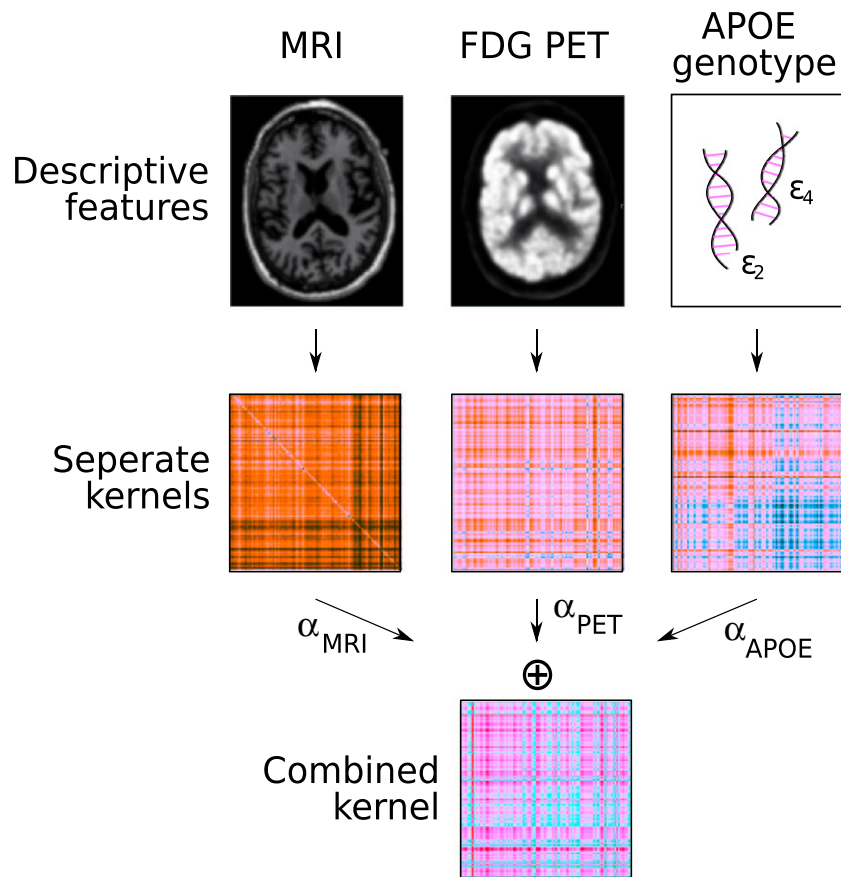 MRI
FDG PET
APOE
genotype
Descriptive
features
ε4
ε2
Seperate
kernels
αMRI
αPET
αAPOE
⊕
Combined
kernel